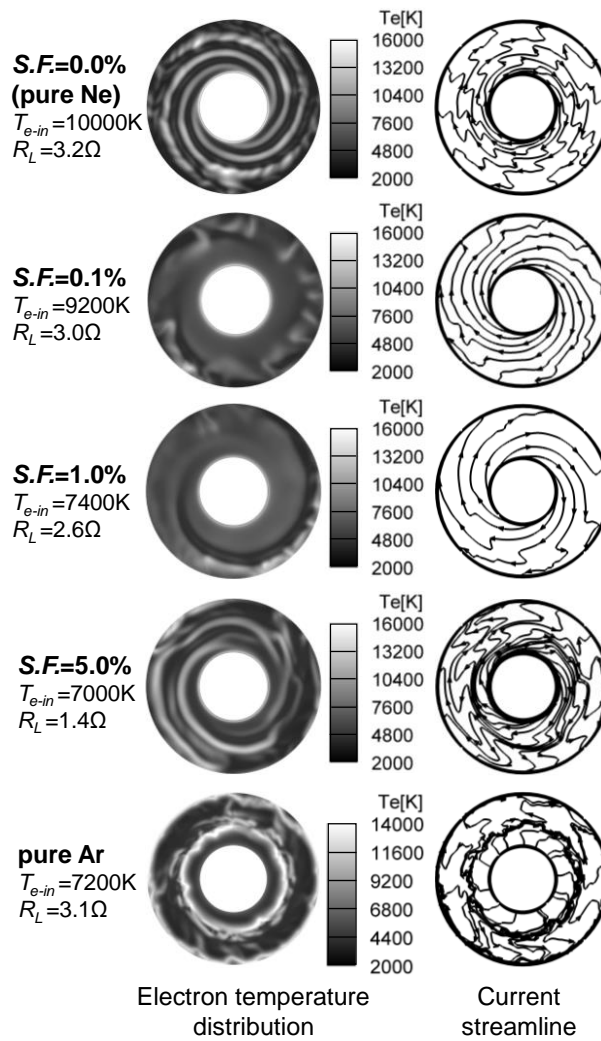 S.F.=0.0%
(pure Ne)
Te-in=10000K
RL=3.2Ω
Te[K]
16000
13200
10400
7600
4800
2000
S.F.=0.1%
Te-in=9200K
RL=3.0Ω
Te[K]
16000
13200
10400
7600
4800
2000
S.F.=1.0%
Te-in=7400K
RL=2.6Ω
Te[K]
16000
13200
10400
7600
4800
2000
S.F.=5.0%
Te-in=7000K
RL=1.4Ω
Te[K]
16000
13200
10400
7600
4800
2000
pure Ar
Te-in=7200K
RL=3.1Ω
Te[K]
14000
11600
9200
6800
4400
2000
Electron temperature
distribution
Current
streamline